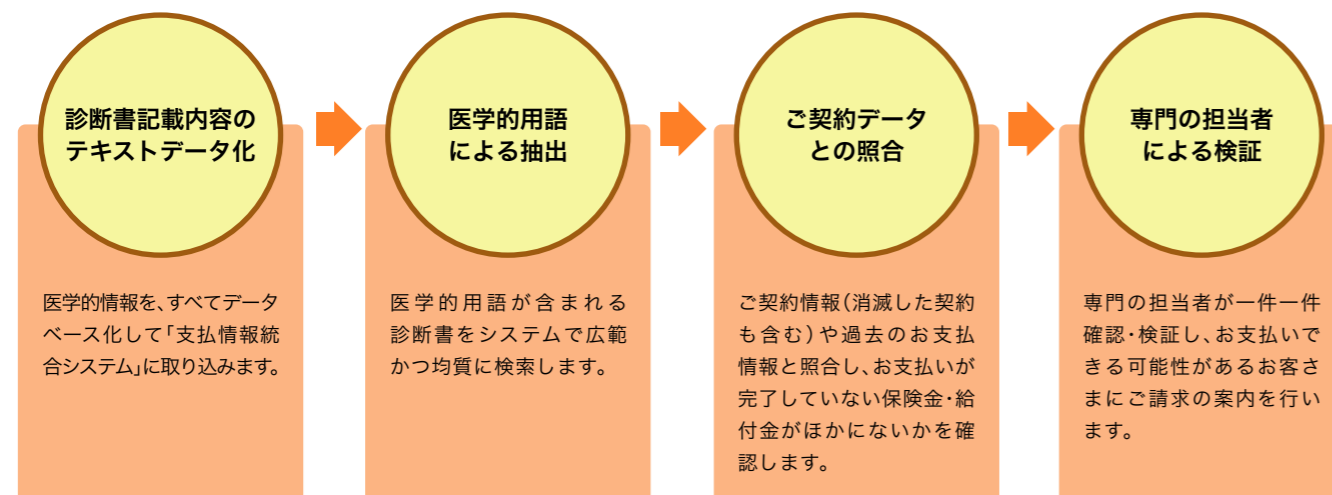 診断書記載内容の
テキストデータ化
医学的情報を、すべてデータ
ベース化して「支払情報統
合システム」に取り込みます。
医学的用語
による抽出
医学的用語が含まれる
診断書をシステムで広範
かつ均質に検索します。
ご契約データ
との照合
ご契約情報(消滅した契約
も含む)や過去のお支払
情報と照合し、お支払いが
完了していない保険金・給
付金がほかにないかを確
認します。
専門の担当者
による検証
専門の担当者が一件一件
確認・検証し、お支払いで
きる可能性があるお客さ
まにご請求の案内を行い
ます。